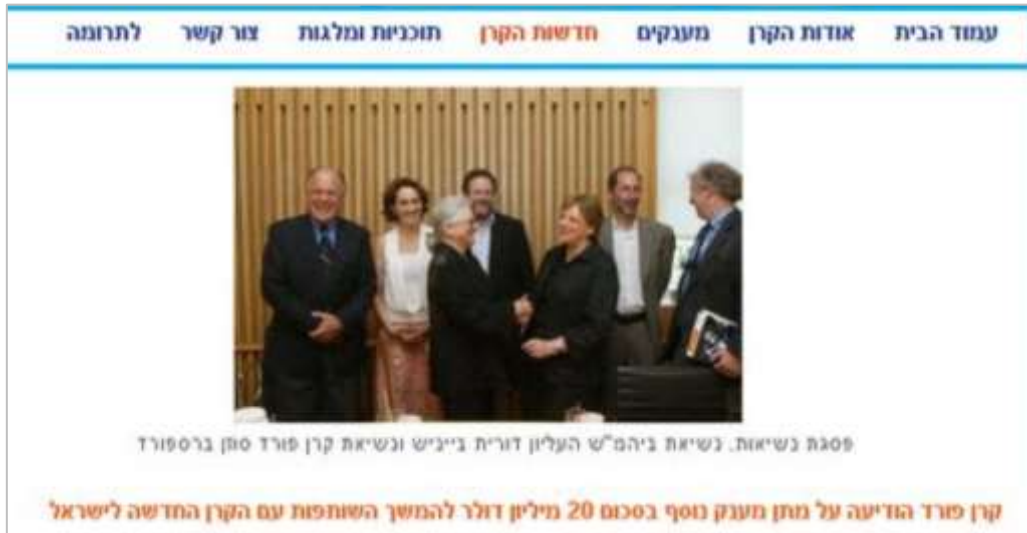 עמוד הבית אודות הקרן מענקים חדשות הקרן תוכניות ומלגות צור קשר לתרומה
פסגת נשיאות. נשיאת ביהמ"ש העליון דורית בייניש ונשיאת קרן פורד סוזן ברספורד
קרן פורד הודיעה על מתן מענק נוסף בסכום 20 מיליון דולר להמשך השותפות עם הקרן החדשה לישראל